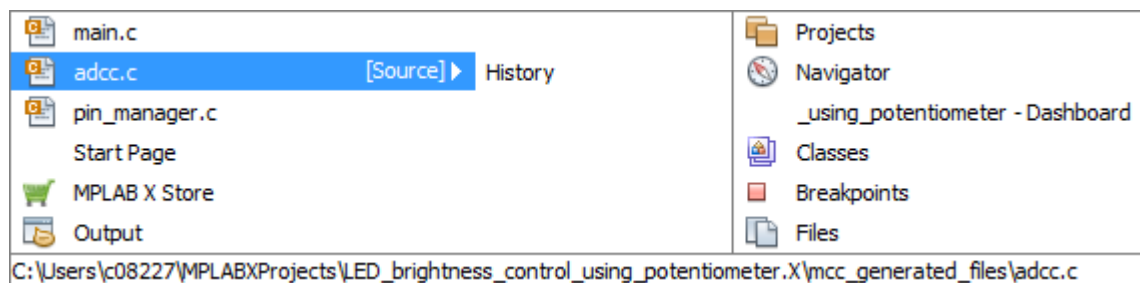 main.c
adcc.c [Source] History
pin_manager.c
Start Page
MPLAB X Store
Output
Projects
Navigator
_using_potentiometer - Dashboard
Classes
Breakpoints
Files
C:\Users\c08227\MPLABXProjects\LED_brightness_control_using_potentiometer.X\mcc_generated_files\adcc.c